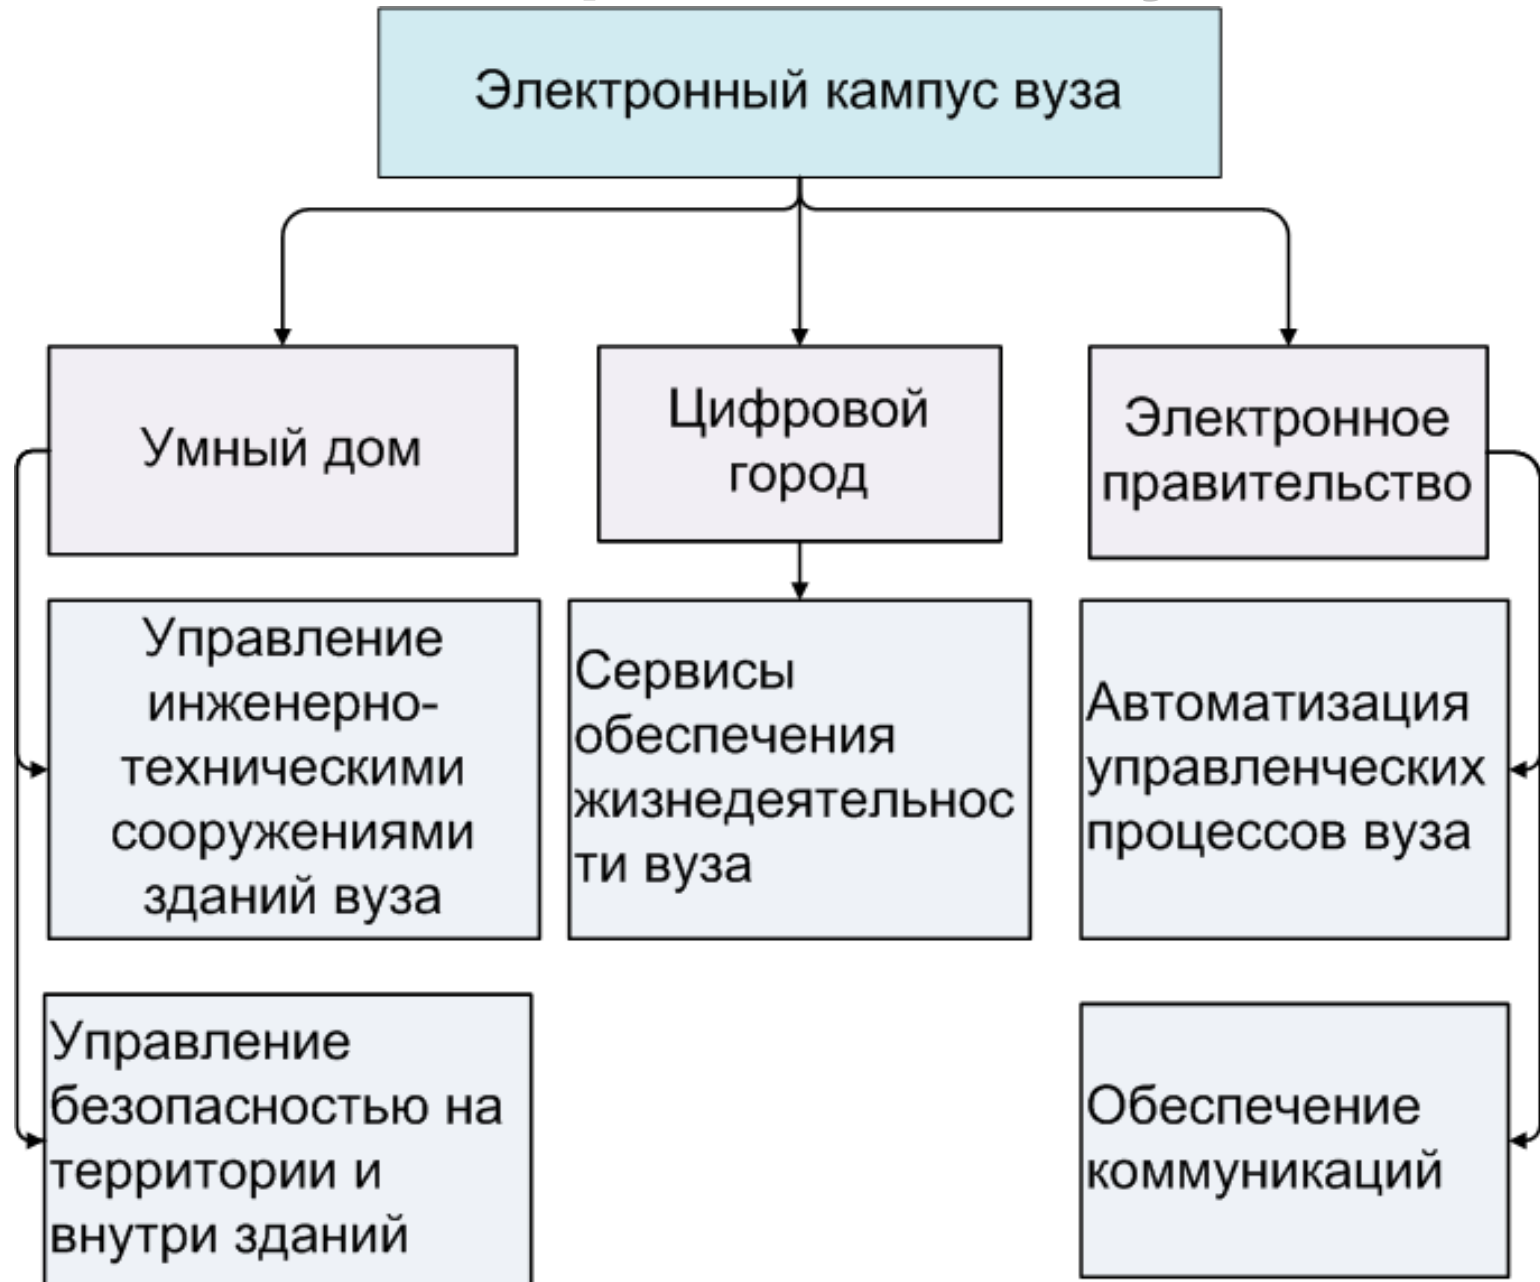 Электронный кампус вуза
Умный дом
Цифровой
город
Электронное
правительство
Управление
инженерно-
техническими
сооружениями
зданий вуза
Сервисы
обеспечения
жизнедеятельнос
ти вуза
Автоматизация
управленческих
процессов вуза
Управление
безопасностью на
территории и
внутри зданий
Обеспечение
коммуникаций